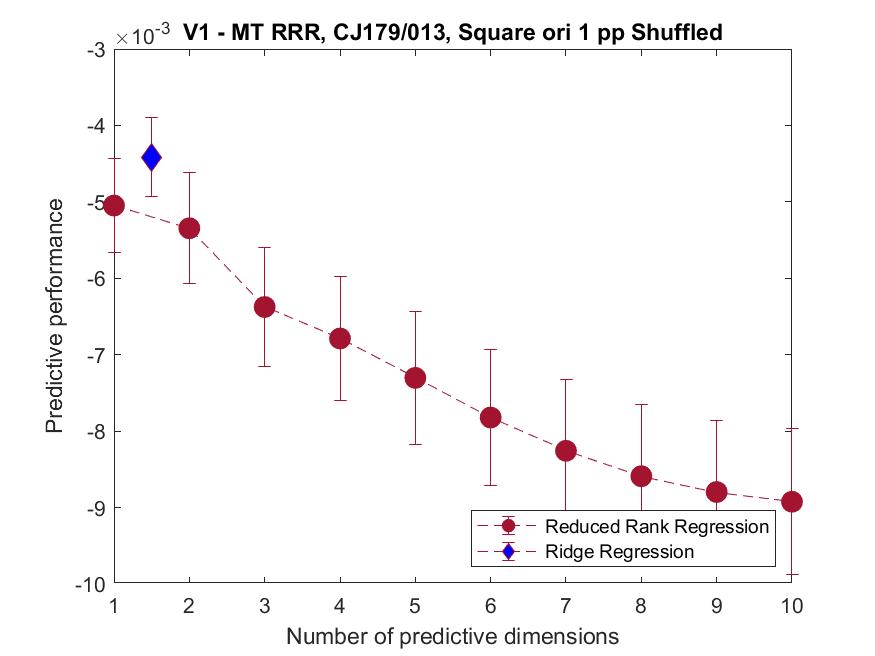 ×10-3 V1 - MT RRR, CJ179/013, Square ori 1 pp Shuffled
-3
-4
-5
-6
-7
-8
-9
-10
Predictive performance
Reduced Rank Regression
Ridge Regression
1 2 3 4 5 6 7 8 9 10
Number of predictive dimensions